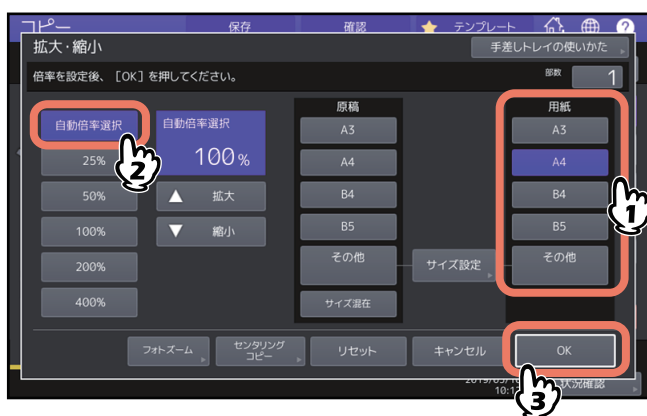 コピー
保存
確認
テンプレート
?
拡大・縮小
手差しトレイの使いかた
倍率を設定後、［OK］を押してください。
部数
1
自動倍率選択
25%
50%
100%
200%
400%
自動倍率選択
100%
拡大
縮小
原稿
A3
A4
B4
B5
その他
サイズ混在
サイズ設定
用紙
A3
A4
B4
B5
その他
1
2
フォトズーム
センタリング
コピー
リセット
キャンセル
OK
3
状況確認